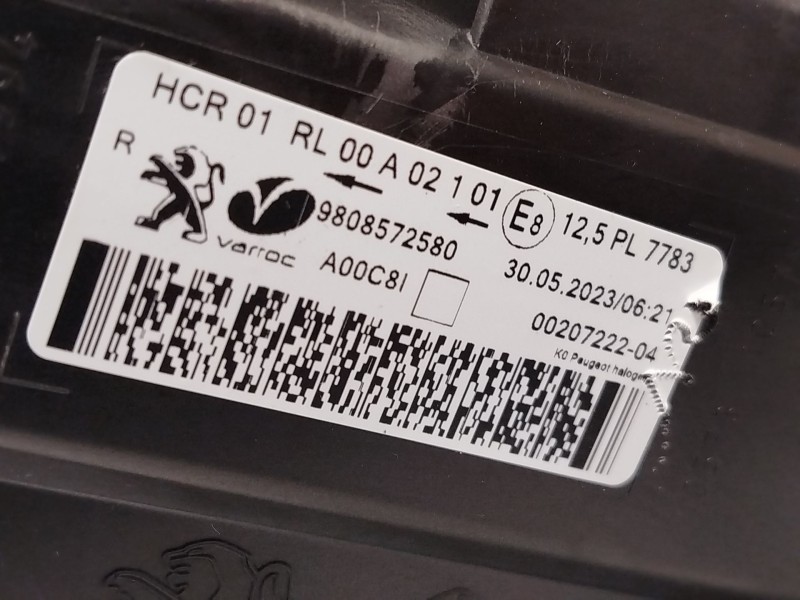 HCR 01 RL 00 A 02 1 01 E8 12,5 PL 7783
R
varroc
9808572580
A00C8I
30.05.2023/06:21
00207222-04
K0 Peugeot halogen